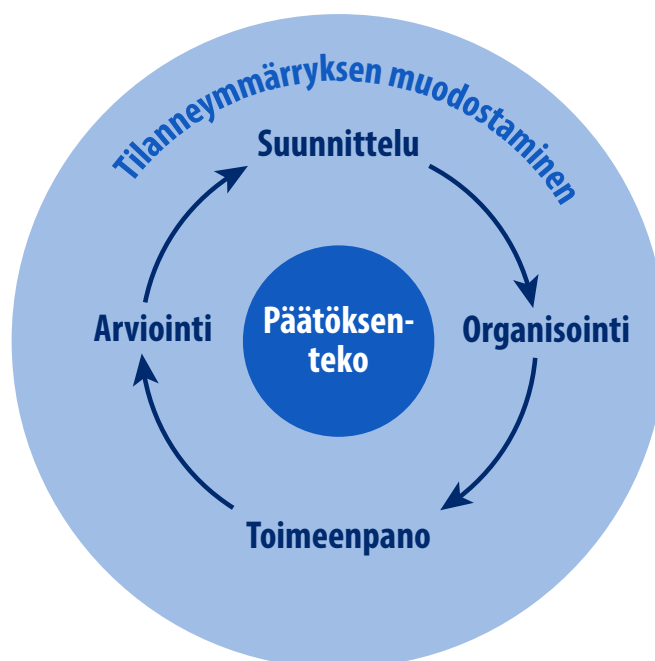 Tilanneymmärryksen muodostaminen
Suunnittelu
Arviointi
Päätöksen-
teko
Organisointi
Toimeenpano